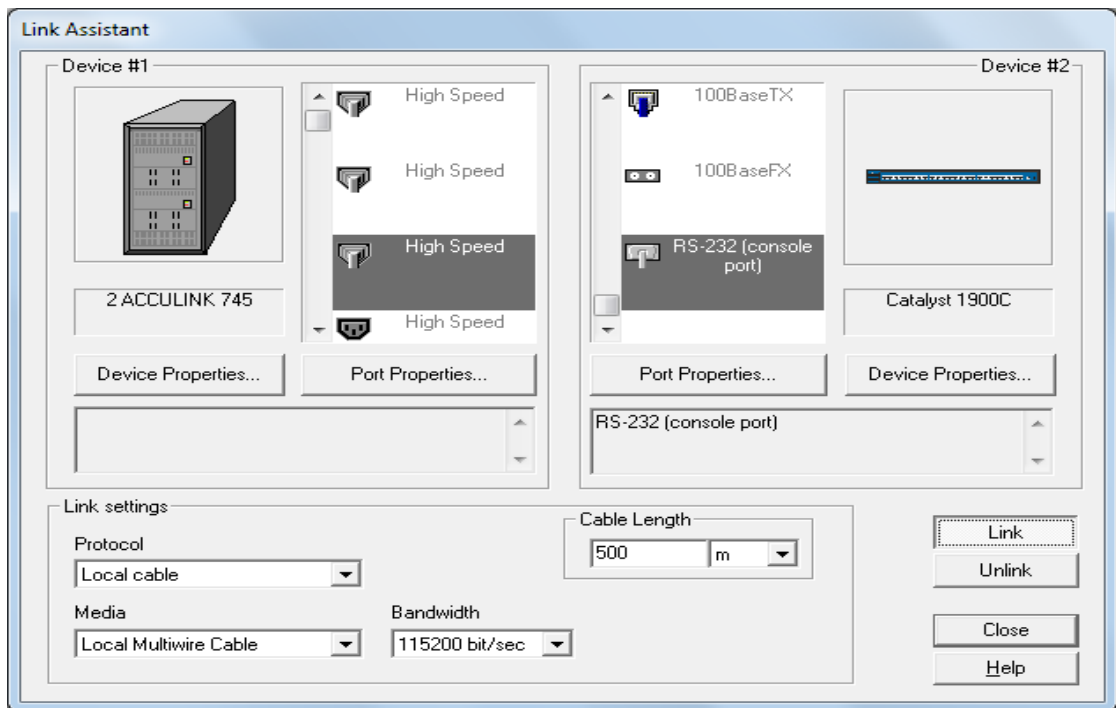 Link Assistant
Device #1
High Speed
High Speed
High Speed
High Speed
2 ACCULINK 745
Device Properties...
Port Properties...
Device #2
100BaseTX
100BaseFX
RS-232 (console
port)
Catalyst 1900C
Port Properties...
Device Properties...
RS-232 (console port)
Link settings
Protocol
Local cable
Cable Length
500 m
Media
Local Multiwire Cable
Bandwidth
115200 bit/sec
Link
Unlink
Close
Help